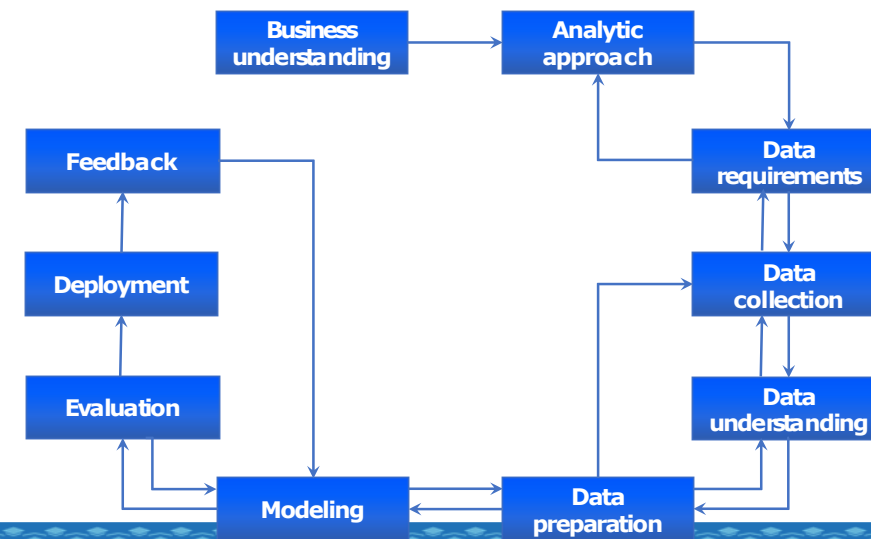 Business
understanding
Analytic
approach
Feedback
Data
requirements
Deployment
Data
collection
Evaluation
Data
understanding
Modeling
Data
preparation